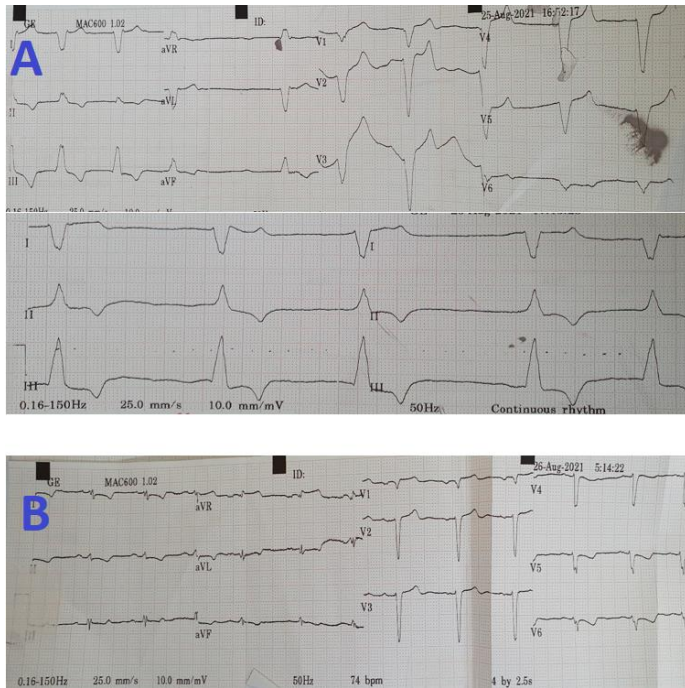 A
GE MAC600 1.02 ID: 25-Aug-2021 16:52:17
I aVR V1 V4
II aVL V2 V5
III aVF V3 V6
I I
II II
III III
0.16-150Hz 25.0 mm/s 10.0 mm/mV 50Hz Continuous rhythm
B
GE MAC600 1.02 ID: 26-Aug-2021 5:14:22
aVR V1 V4
II aVL V2 V5
III aVF V3 V6
0.16-150Hz 25.0 mm/s 10.0 mm/mV 50Hz 74 bpm 4 by 2.5s